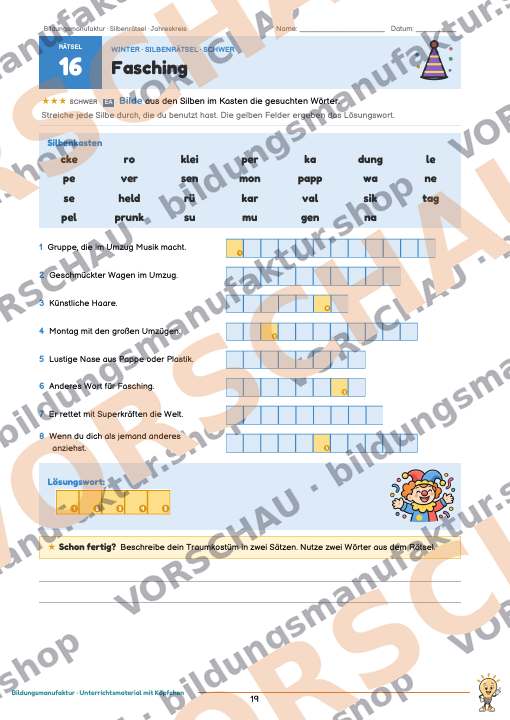 Bildungsmanufaktur · Silbenrätsel · Jahreskreis Name: Datum:
RÄTSEL
16
WINTER · SILBENRÄTSEL · SCHWER
Fasching
★★★ SCHWER EA Bilde aus den Silben im Kasten die gesuchten Wörter.
Streiche jede Silbe durch, die du benutzt hast. Die gelben Felder ergeben das Lösungswort.
Silbenkasten
cke ro klei per ka dung le
pe ver sen mon papp wa ne
se held rü kar val sik tag
pel prunk su mu gen na
1 Gruppe, die im Umzug Musik macht.
2 Geschmückter Wagen im Umzug.
3 Künstliche Haare.
4 Montag mit den großen Umzügen.
5 Lustige Nase aus Pappe oder Plastik.
6 Anderes Wort für Fasching.
7 Er rettet mit Superkräften die Welt.
8 Wenn du dich als jemand anderes
anziehst.
Lösungswort:
★ Schon fertig? Beschreibe dein Traumkostüm in zwei Sätzen. Nutze zwei Wörter aus dem Rätsel.
Bildungsmanufaktur · Unterrichtsmaterial mit Köpfchen
19
VORSCHAU · bildungsmanufaktur.shop